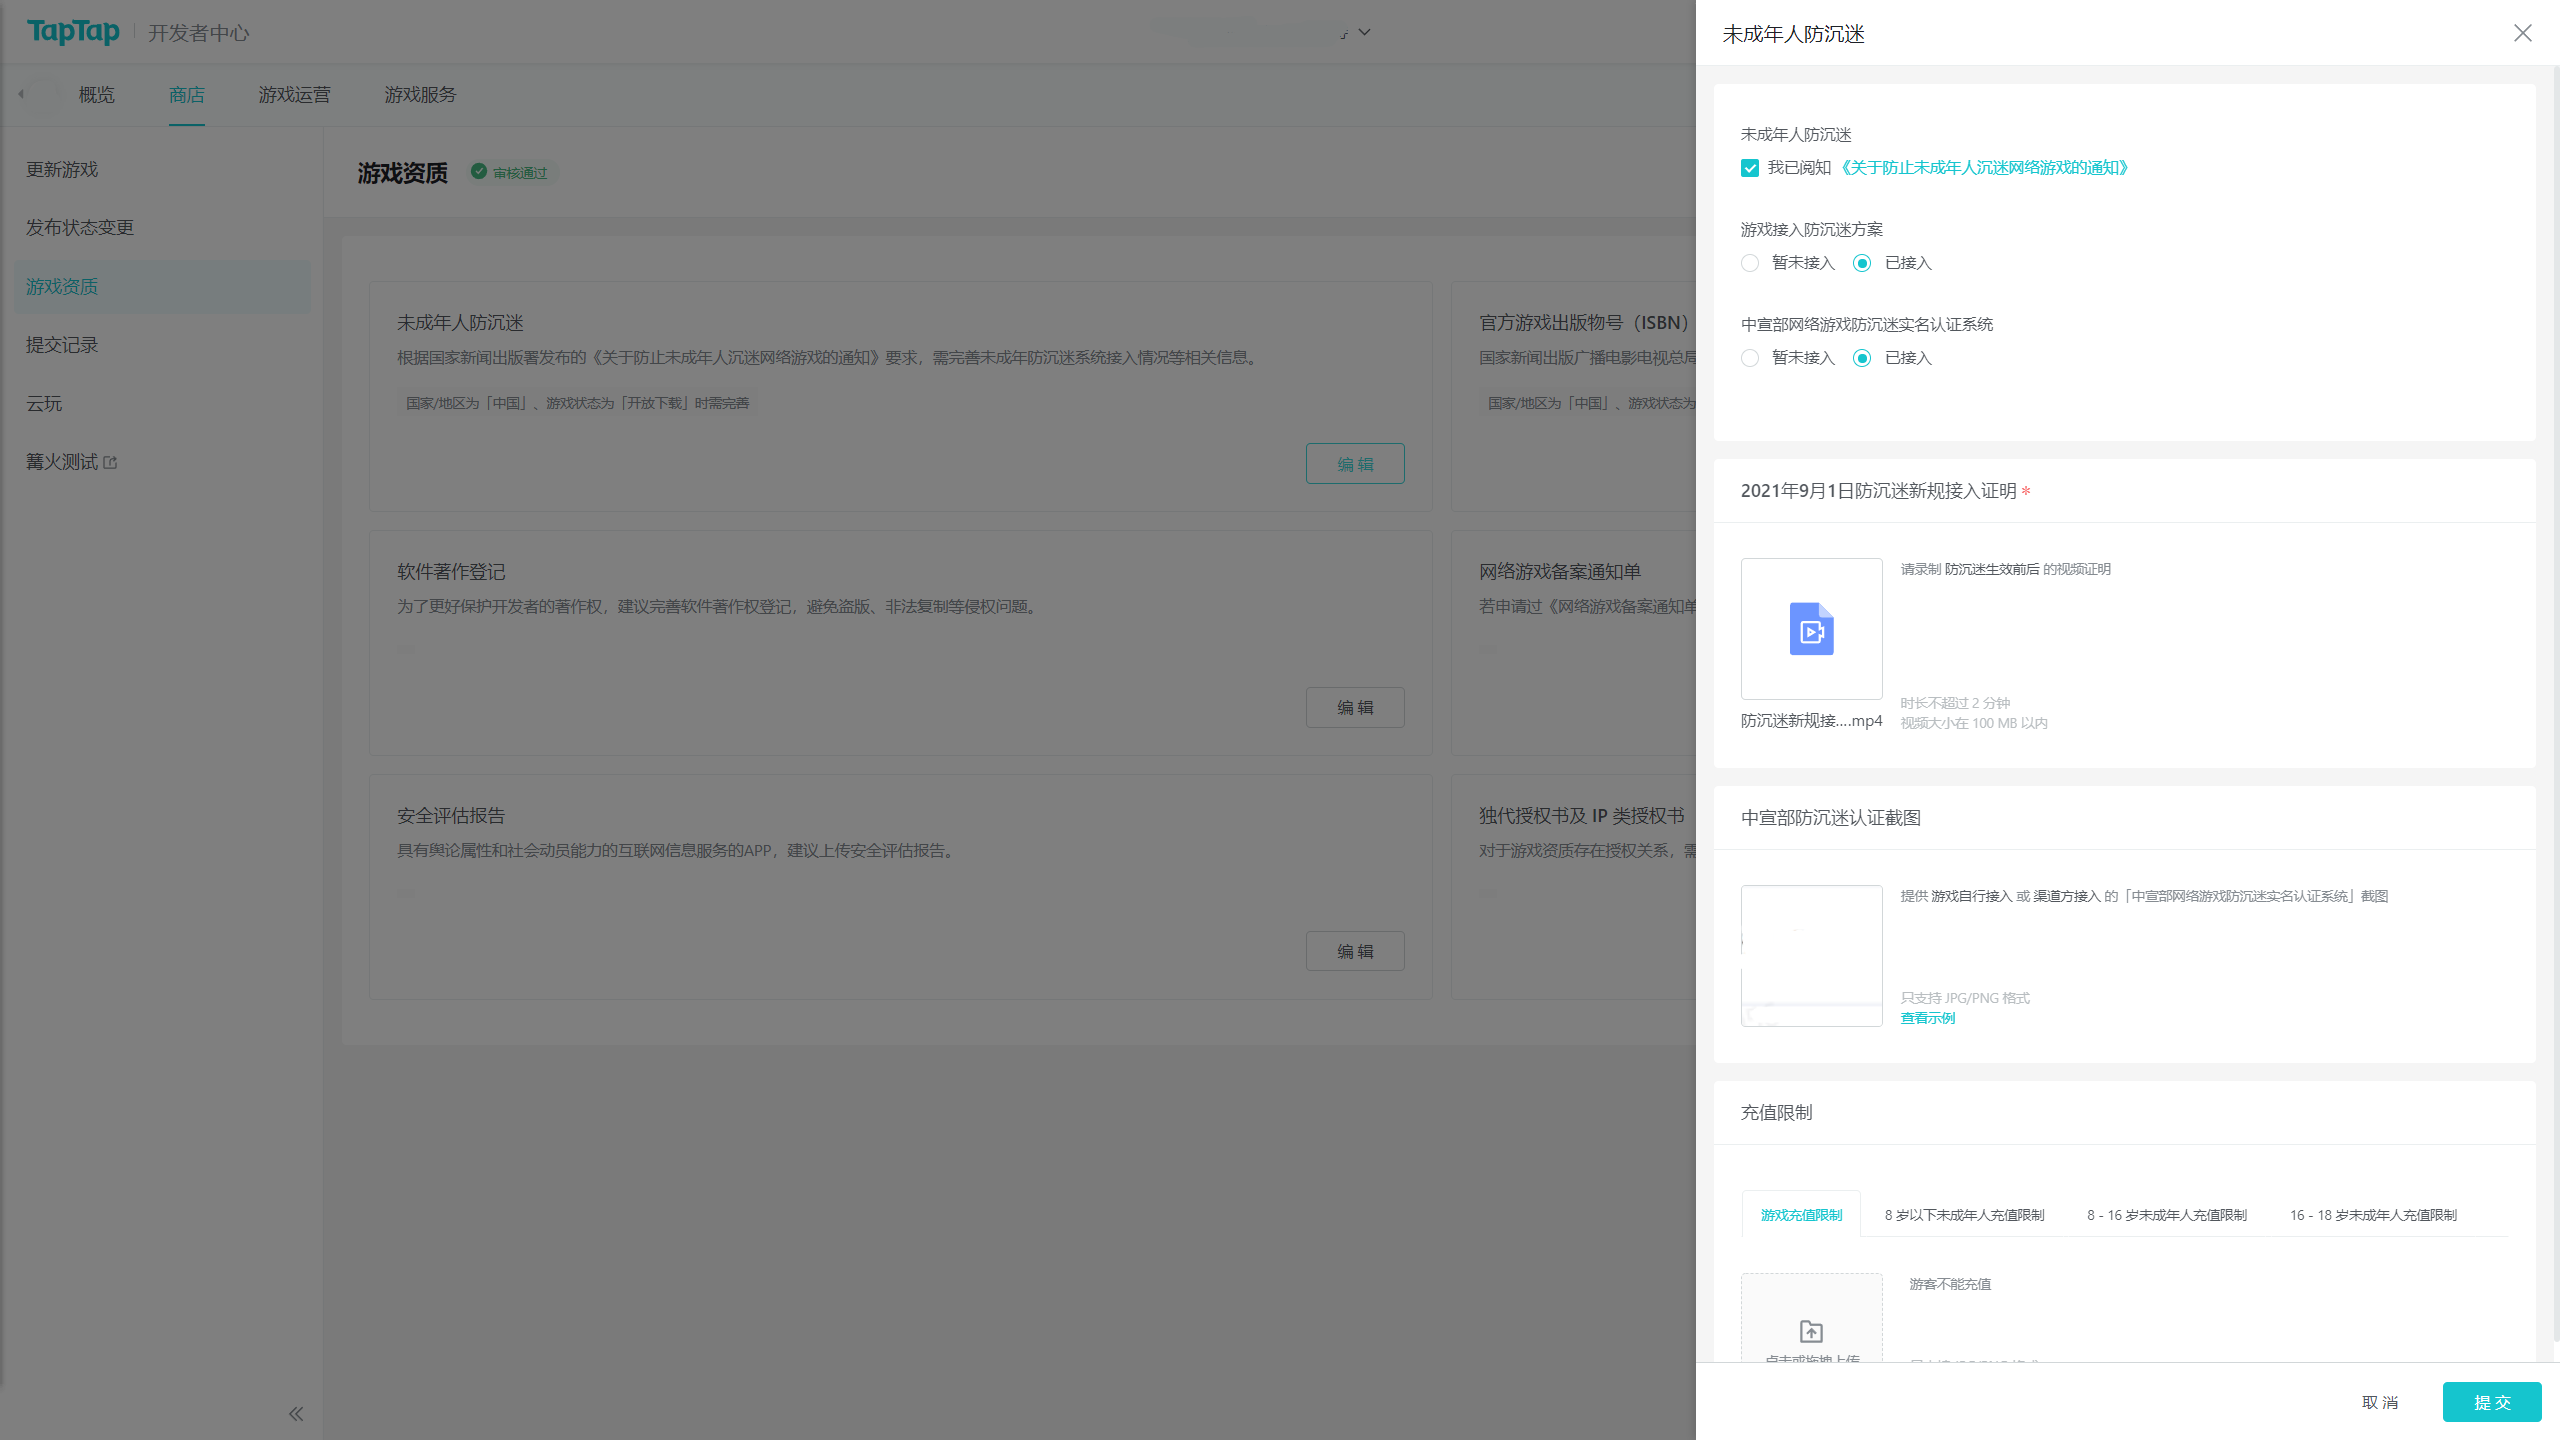 TapTap 开发者中心
概览 商店 游戏运营 游戏服务
更新游戏
发布状态变更
游戏资质
提交记录
云玩
篝火测试
游戏资质 审核通过
未成年人防沉迷
根据国家新闻出版署发布的《关于防止未成年人沉迷网络游戏的通知》要求，需完善未成年防沉迷系统接入情况等相关信息。
国家/地区为「中国」、游戏状态为「开放下载」时需完善
编 辑
官方游戏出版物号（ISBN）
国家新闻出版广播电影电视总局
国家/地区为「中国」、游戏状态为
软件著作登记
为了更好保护开发者的著作权，建议完善软件著作权登记，避免盗版、非法复制等侵权问题。
编 辑
网络游戏备案通知单
若申请过《网络游戏备案通知单
安全评估报告
具有舆论属性和社会动员能力的互联网信息服务的APP，建议上传安全评估报告。
编 辑
独代授权书及 IP 类授权书
对于游戏资质存在授权关系，需
未成年人防沉迷
未成年人防沉迷
我已阅知《关于防止未成年人沉迷网络游戏的通知》
游戏接入防沉迷方案
暂未接入 已接入
中宣部网络游戏防沉迷实名认证系统
暂未接入 已接入
2021年9月1日防沉迷新规接入证明 *
请录制 防沉迷生效前后 的视频证明
时长不超过 2 分钟
视频大小在 100 MB 以内
防沉迷新规接....mp4
中宣部防沉迷认证截图
提供 游戏自行接入 或 渠道方接入 的「中宣部网络游戏防沉迷实名认证系统」截图
只支持 JPG/PNG 格式
查看示例
充值限制
游戏充值限制 8 岁以下未成年人充值限制 8 - 16 岁未成年人充值限制 16 - 18 岁未成年人充值限制
游客不能充值
点击或拖拽上传
取 消 提 交